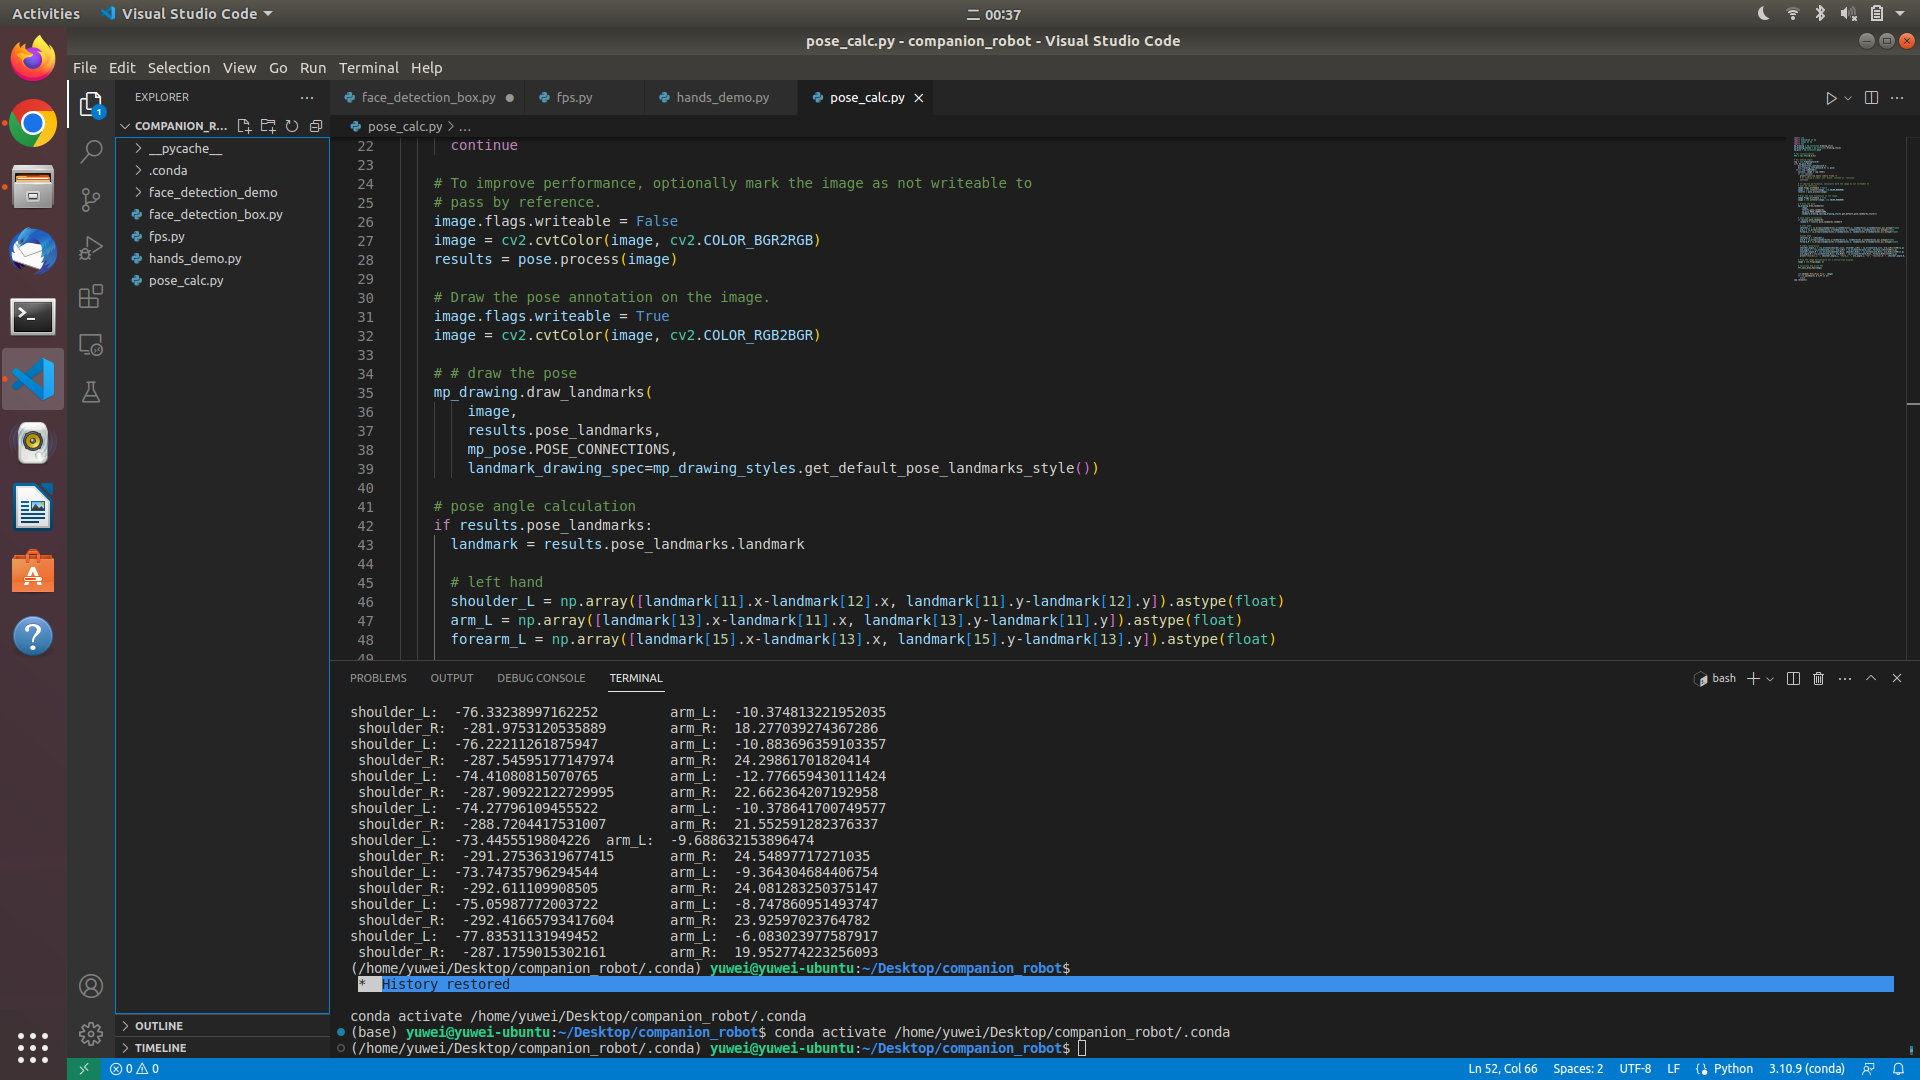 Activities
Visual Studio Code
二 00:37
pose_calc.py - companion_robot - Visual Studio Code
File Edit Selection View Go Run Terminal Help
EXPLORER
face_detection_box.py
fps.py
hands_demo.py
pose_calc.py
COMPANION_R...
pose_calc.py > ...
__pycache__
.conda
face_detection_demo
face_detection_box.py
fps.py
hands_demo.py
pose_calc.py
22 continue
23
24 # To improve performance, optionally mark the image as not writeable to
25 # pass by reference.
26 image.flags.writeable = False
27 image = cv2.cvtColor(image, cv2.COLOR_BGR2RGB)
28 results = pose.process(image)
29
30 # Draw the pose annotation on the image.
31 image.flags.writeable = True
32 image = cv2.cvtColor(image, cv2.COLOR_RGB2BGR)
33
34 # # draw the pose
35 mp_drawing.draw_landmarks(
36 image,
37 results.pose_landmarks,
38 mp_pose.POSE_CONNECTIONS,
39 landmark_drawing_spec=mp_drawing_styles.get_default_pose_landmarks_style())
40
41 # pose angle calculation
42 if results.pose_landmarks:
43 landmark = results.pose_landmarks.landmark
44
45 # left hand
46 shoulder_L = np.array([landmark[11].x-landmark[12].x, landmark[11].y-landmark[12].y]).astype(float)
47 arm_L = np.array([landmark[13].x-landmark[11].x, landmark[13].y-landmark[11].y]).astype(float)
48 forearm_L = np.array([landmark[15].x-landmark[13].x, landmark[15].y-landmark[13].y]).astype(float)
49
PROBLEMS OUTPUT DEBUG CONSOLE TERMINAL
bash
shoulder_L: -76.33238997162252 arm_L: -10.374813221952035
shoulder_R: -281.9753120535889 arm_R: 18.277039274367286
shoulder_L: -76.22211261875947 arm_L: -10.883696359103357
shoulder_R: -287.54595177147974 arm_R: 24.29861701820414
shoulder_L: -74.41080815070765 arm_L: -12.776659430111424
shoulder_R: -287.90922122729995 arm_R: 22.662364207192958
shoulder_L: -74.27796109455522 arm_L: -10.378641700749577
shoulder_R: -288.7204417531007 arm_R: 21.552591282376337
shoulder_L: -73.4455519804226 arm_L: -9.688632153896474
shoulder_R: -291.27536319677415 arm_R: 24.54897717271035
shoulder_L: -73.74735796294544 arm_L: -9.364304684406754
shoulder_R: -292.611109908505 arm_R: 24.081283250375147
shoulder_L: -75.05987772003722 arm_L: -8.747860951493747
shoulder_R: -292.41665793417604 arm_R: 23.92597023764782
shoulder_L: -77.83531131949452 arm_L: -6.083023977587917
shoulder_R: -287.1759015302161 arm_R: 19.952774223256093
(/home/yuwei/Desktop/companion_robot/.conda) yuwei@yuwei-ubuntu:~/Desktop/companion_robot$
* History restored
conda activate /home/yuwei/Desktop/companion_robot/.conda
(base) yuwei@yuwei-ubuntu:~/Desktop/companion_robot$ conda activate /home/yuwei/Desktop/companion_robot/.conda
(/home/yuwei/Desktop/companion_robot/.conda) yuwei@yuwei-ubuntu:~/Desktop/companion_robot$
OUTLINE
TIMELINE
0 0
Ln 52, Col 66 Spaces: 2 UTF-8 LF Python 3.10.9 (conda)